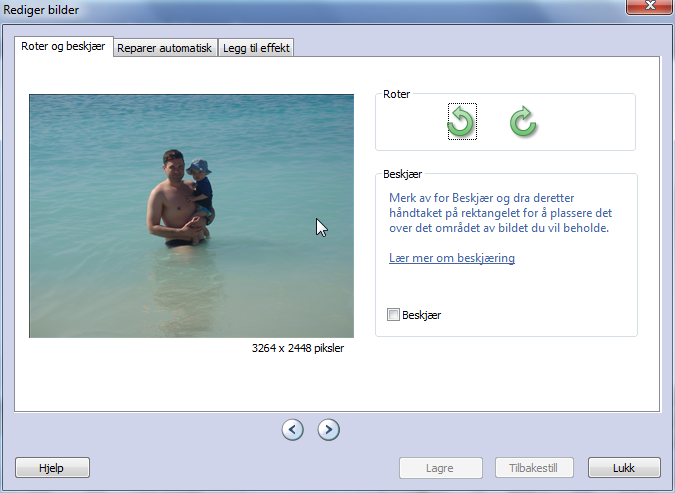 Rediger bilder
Roter og beskjær
Reparer automatisk
Legg til effekt
Roter
Beskjær
Merk av for Beskjær og dra deretter
håndtaket på rektangelet for å plassere det
over det området av bildet du vil beholde.
Lær mer om beskjæring
Beskjær
3264 x 2448 piksler
Hjelp
Lagre
Tilbakestill
Lukk